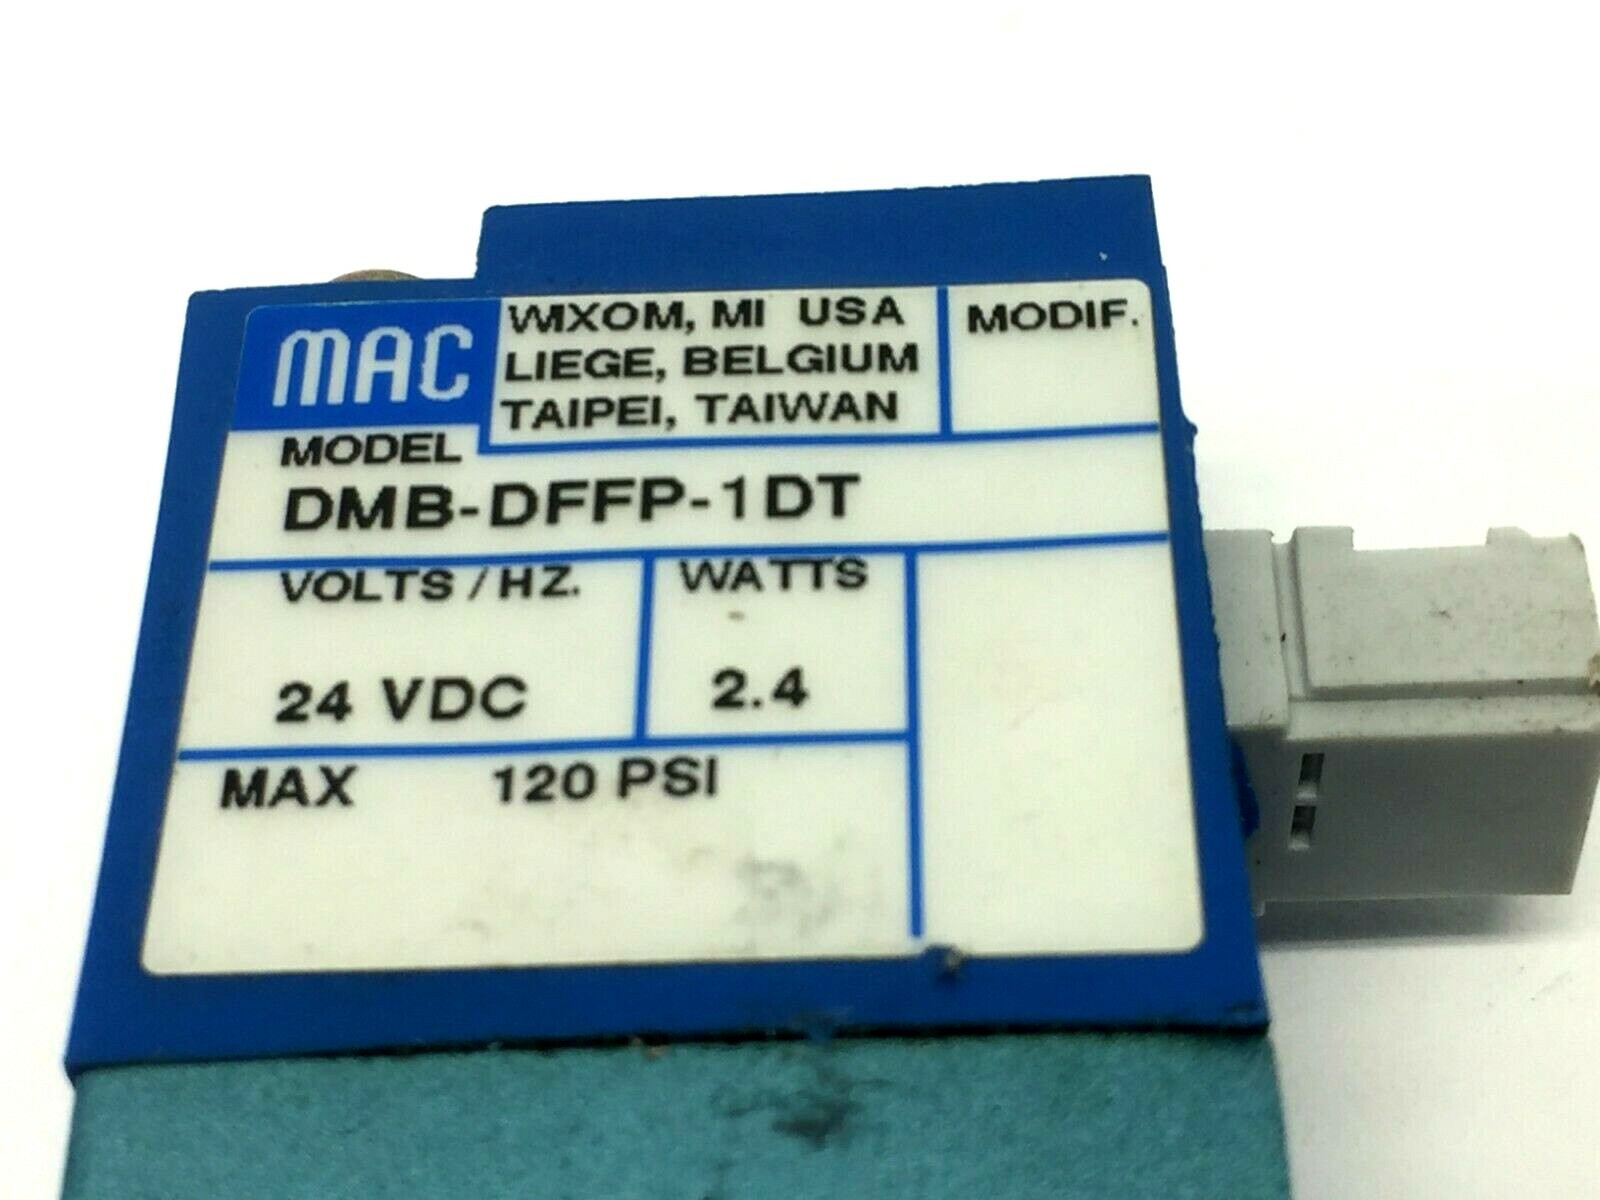 MAC
WIXOM, MI USA
LIEGE, BELGIUM
TAIPEI, TAIWAN
MODIF.
MODEL
DMB-DFFP-1DT
VOLTS/HZ.
24 VDC
WATTS
2.4
MAX 120 PSI